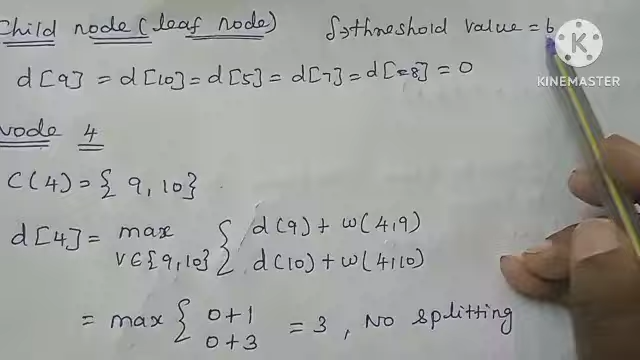 Child node (leaf node) δ→threshold value = 6
KINEMASTER
d[9] = d[10] = d[5] = d[7] = d[=8] = 0
node 4
C(4) = { 9, 10}
d[4] = max { d(9) + w(4,9)
v∈{9,10} d(10) + w(4,10)
= max { 0+1 = 3, No splitting
0+3